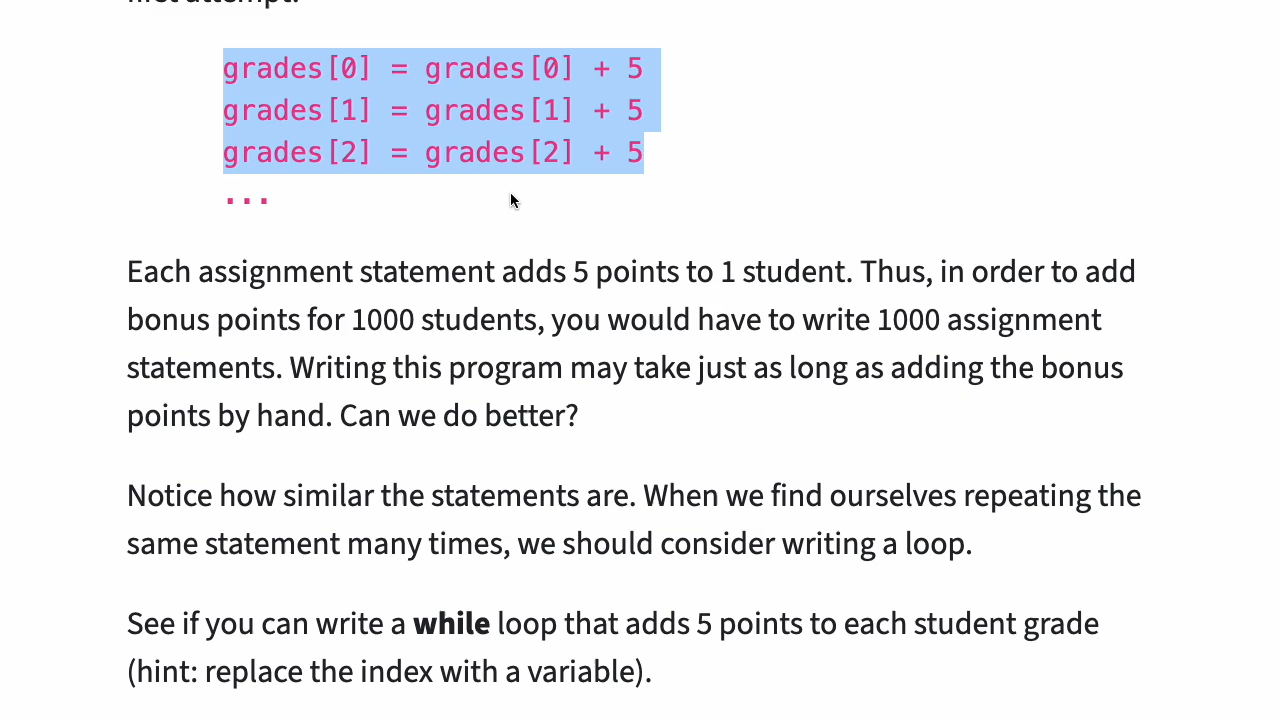 grades[0] = grades[0] + 5
grades[1] = grades[1] + 5
grades[2] = grades[2] + 5
...
Each assignment statement adds 5 points to 1 student. Thus, in order to add
bonus points for 1000 students, you would have to write 1000 assignment
statements. Writing this program may take just as long as adding the bonus
points by hand. Can we do better?
Notice how similar the statements are. When we find ourselves repeating the
same statement many times, we should consider writing a loop.
See if you can write a while loop that adds 5 points to each student grade
(hint: replace the index with a variable).